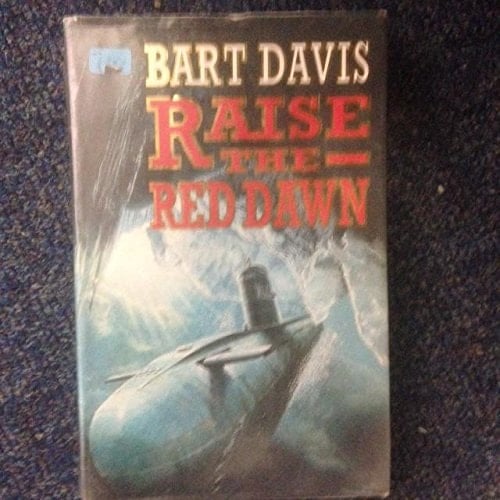 BART DAVIS
RAISE
THE
RED DAWN